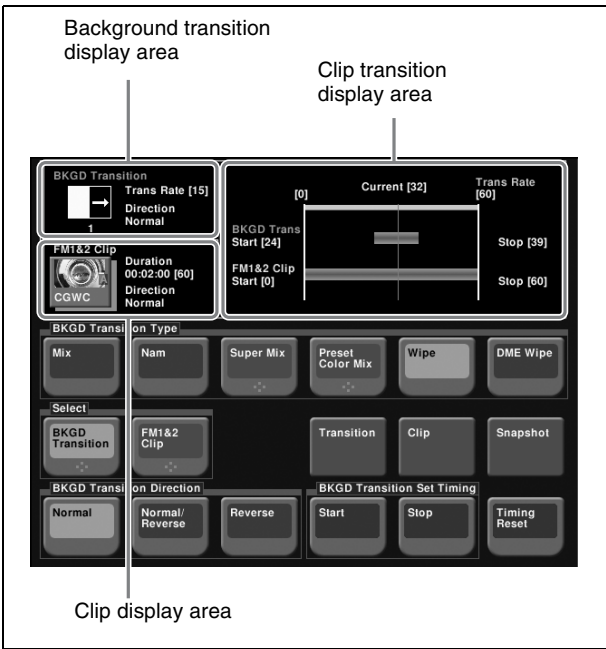 Background transition
display area
Clip transition
display area
BKGD Transition
Trans Rate [15]
Direction
Normal
1
FM1&2 Clip
Duration
00:02:00 [60]
Direction
Normal
CGWC
[0]
Current [32]
Trans Rate
[60]
BKGD Trans
Start [24]
Stop [39]
FM1&2 Clip
Start [0]
Stop [60]
BKGD Transition Type
Mix
Nam
Super Mix
Preset
Color Mix
Wipe
DME Wipe
Select
BKGD
Transition
FM1&2
Clip
Transition
Clip
Snapshot
BKGD Transition Direction
BKGD Transition Set Timing
Normal
Normal/
Reverse
Reverse
Start
Stop
Timing
Reset
Clip display area